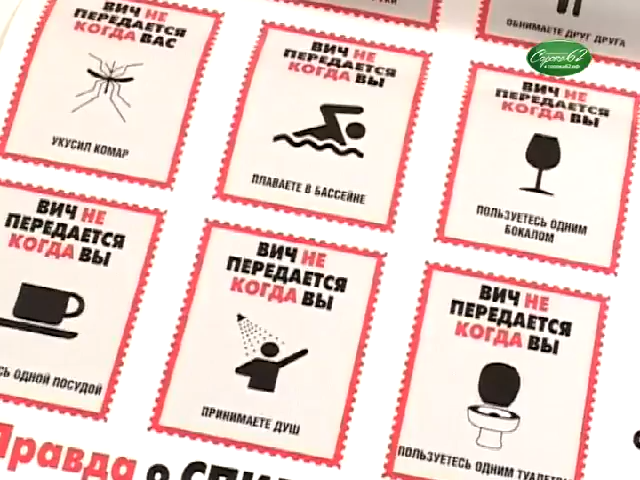 ОБНИМАЕТЕ ДРУГ ДРУГА
ВИЧ НЕ
ПЕРЕДАЕТСЯ
КОГДА ВАС
УКУСИЛ КОМАР
ВИЧ НЕ
ПЕРЕДАЕТСЯ
КОГДА ВЫ
ПЛАВАЕТЕ В БАССЕЙНЕ
ВИЧ НЕ
ПЕРЕДАЕТСЯ
КОГДА ВЫ
ПОЛЬЗУЕТЕСЬ ОДНИМ
БОКАЛОМ
ВИЧ НЕ
ПЕРЕДАЕТСЯ
КОГДА ВЫ
ОДНОЙ ПОСУДОЙ
ВИЧ НЕ
ПЕРЕДАЕТСЯ
КОГДА ВЫ
ПРИНИМАЕТЕ ДУШ
ВИЧ НЕ
ПЕРЕДАЕТСЯ
КОГДА ВЫ
ПОЛЬЗУЕТЕСЬ ОДНИМ
Правда о